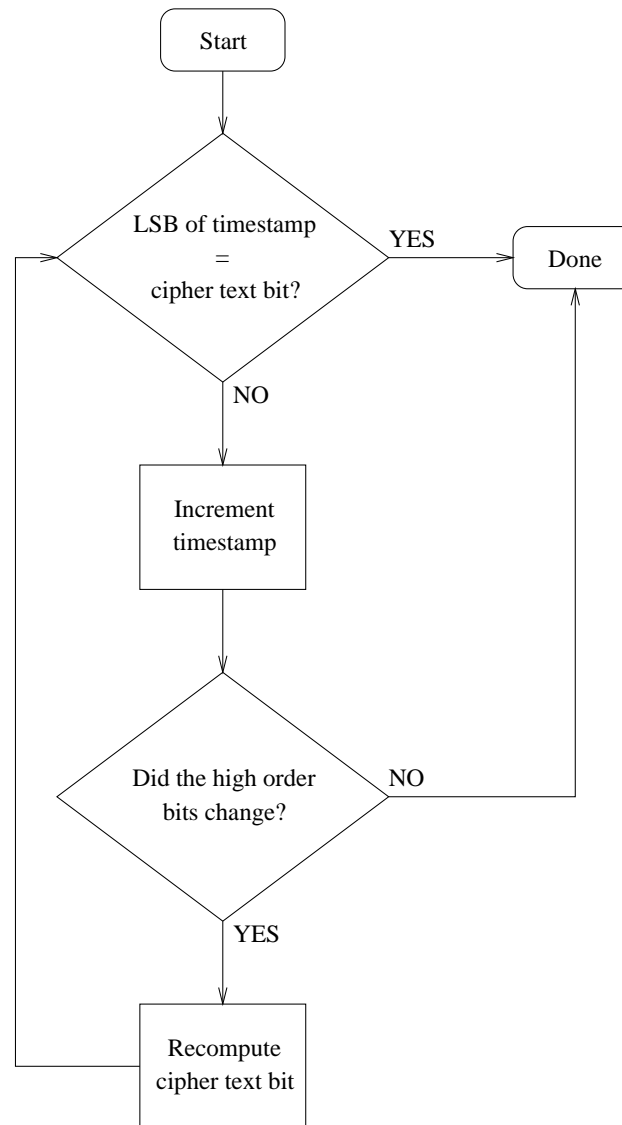 Start
LSB of timestamp
=
cipher text bit?
YES
Done
NO
Increment
timestamp
Did the high order
bits change?
NO
YES
Recompute
cipher text bit